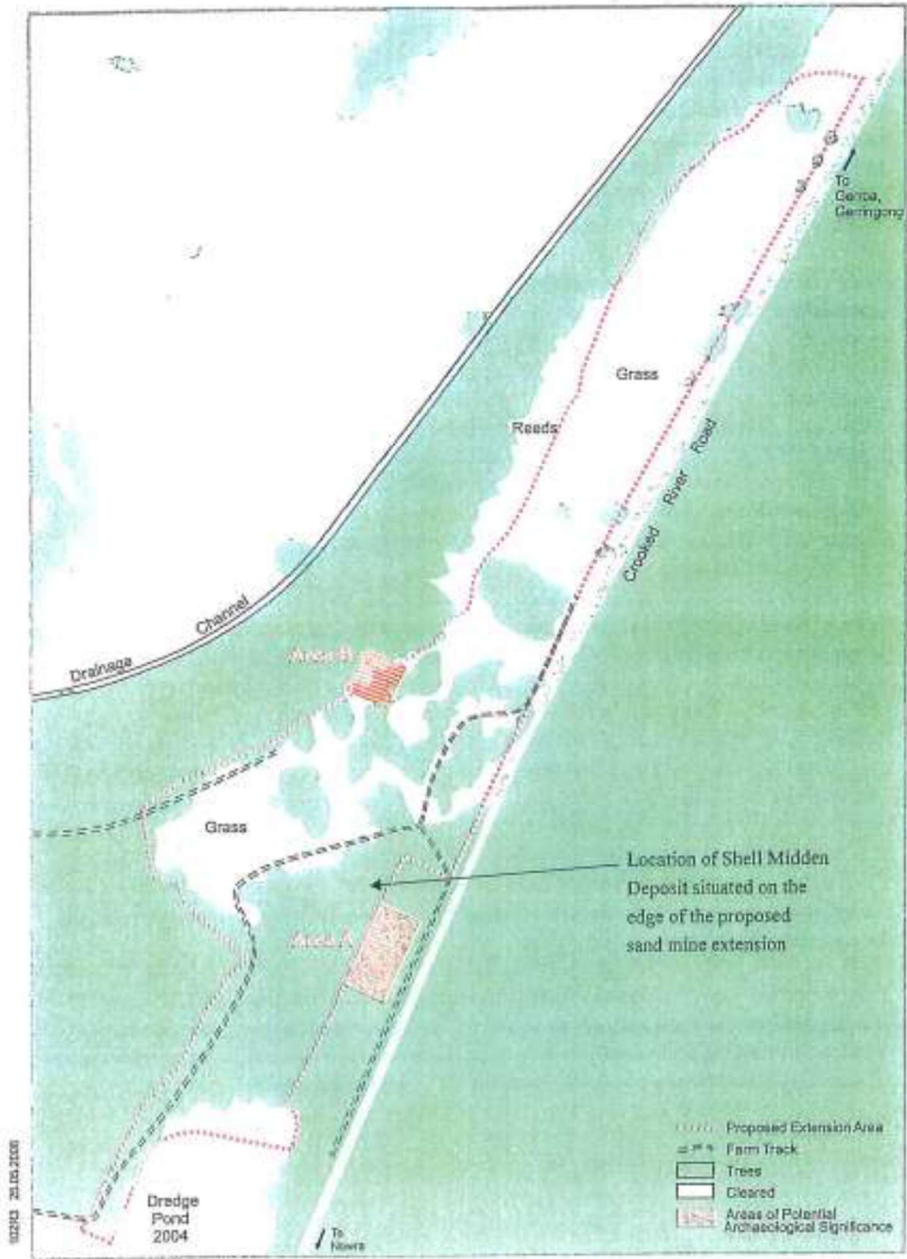 To
Gerroa,
Gerringong
Grass
Reeds
Crooked River Road
Drainage Channel
Area B
Grass
Location of Shell Midden
Deposit situated on the
edge of the proposed
sand mine extension
Area A
Proposed Extension Area
Farm Track
Trees
Cleared
Areas of Potential
Archaeological Significance
Dredge
Pond
2004
To
Nowra